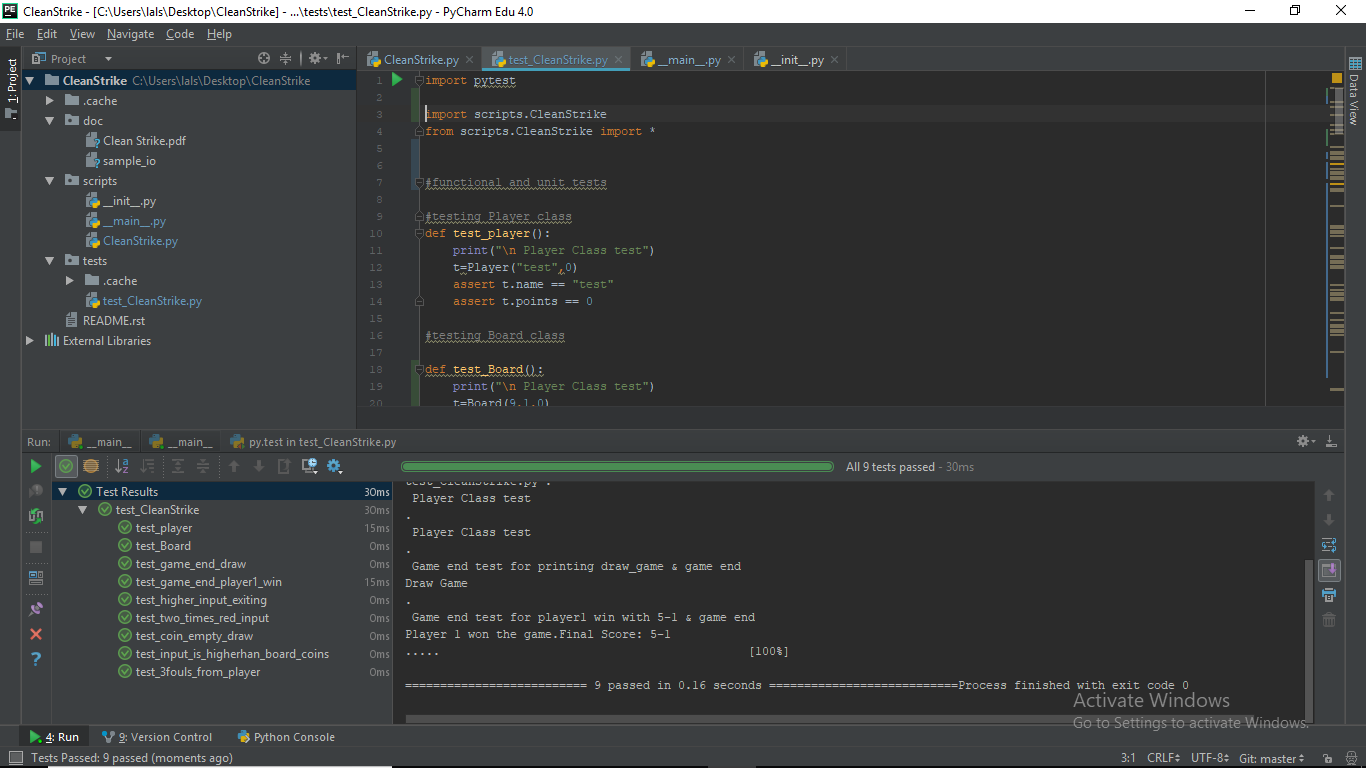 CleanStrike - [C:\Users\lals\Desktop\CleanStrike] - ...\tests\test_CleanStrike.py - PyCharm Edu 4.0
File Edit View Navigate Code Help
1: Project
Project
CleanStrike C:\Users\lals\Desktop\CleanStrike
.cache
doc
Clean Strike.pdf
sample_io
scripts
__init__.py
__main__.py
CleanStrike.py
tests
.cache
test_CleanStrike.py
README.rst
External Libraries
CleanStrike.py test_CleanStrike.py __main__.py __init__.py
1 import pytest
2
3 import scripts.CleanStrike
4 from scripts.CleanStrike import *
5
6
7 #functional and unit tests
8
9 #testing Player class
10 def test_player():
11 print("\n Player Class test")
12 t=Player("test",0)
13 assert t.name == "test"
14 assert t.points == 0
15
16 #testing Board class
17
18 def test_Board():
19 print("\n Player Class test")
20 t=Board(9,1,0)
Data View
Run: __main__ __main__ py.test in test_CleanStrike.py
All 9 tests passed - 30ms
Test Results 30ms
test_CleanStrike 30ms
test_player 15ms
test_Board 0ms
test_game_end_draw 0ms
test_game_end_player1_win 15ms
test_higher_input_exiting 0ms
test_two_times_red_input 0ms
test_coin_empty_draw 0ms
test_input_is_higherhan_board_coins 0ms
test_3fouls_from_player 0ms
test_CleanStrike.py .
Player Class test
.
Player Class test
.
Game end test for printing draw_game & game end
Draw Game
.
Game end test for player1 win with 5-1 & game end
Player 1 won the game.Final Score: 5-1
..... [100%]
========================== 9 passed in 0.16 seconds ===========================Process finished with exit code 0
Activate Windows
Go to Settings to activate Windows.
4: Run 9: Version Control Python Console
Tests Passed: 9 passed (moments ago) 3:1 CRLF UTF-8 Git: master